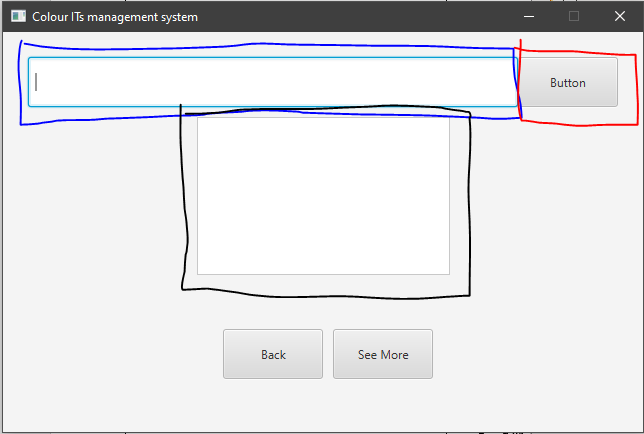 Colour ITs management system
Button
Back
See More